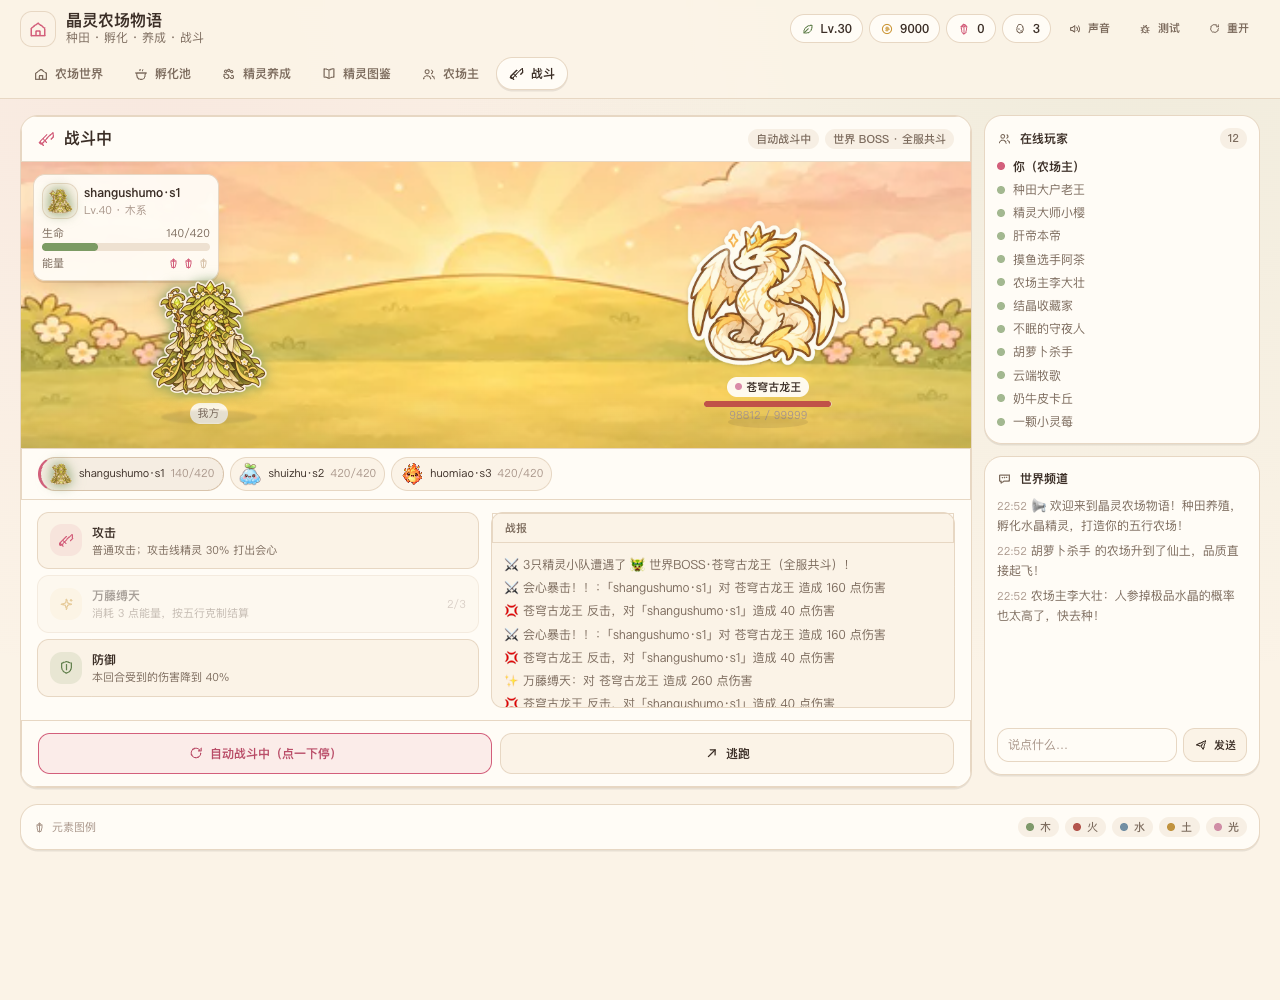 晶灵农场物语
种田 · 孵化 · 养成 · 战斗
Lv.30
9000
0
3
声音
测试
重开
农场世界
孵化池
精灵养成
精灵图鉴
农场主
战斗
战斗中
自动战斗中
世界 BOSS · 全服共斗
shangushumo·s1
Lv.40 · 木系
生命
140/420
能量
我方
苍穹古龙王
98812 / 99999
shangushumo·s1 140/420
shuizhu·s2 420/420
huomiao·s3 420/420
攻击
普通攻击；攻击线精灵 30% 打出会心
万藤缚天
消耗 3 点能量，按五行克制结算
2/3
防御
本回合受到的伤害降到 40%
战报
⚔️ 3只精灵小队遭遇了 👹 世界BOSS·苍穹古龙王（全服共斗）！
⚔️ 会心暴击！！：「shangushumo·s1」对 苍穹古龙王 造成 160 点伤害
💢 苍穹古龙王 反击，对「shangushumo·s1」造成 40 点伤害
⚔️ 会心暴击！！：「shangushumo·s1」对 苍穹古龙王 造成 160 点伤害
💢 苍穹古龙王 反击，对「shangushumo·s1」造成 40 点伤害
✨ 万藤缚天：对 苍穹古龙王 造成 260 点伤害
💢 苍穹古龙王 反击，对「shangushumo·s1」造成 40 点伤害
自动战斗中（点一下停）
逃跑
在线玩家
12
你（农场主）
种田大户老王
精灵大师小樱
肝帝本帝
摸鱼选手阿茶
农场主李大壮
结晶收藏家
不眠的守夜人
胡萝卜杀手
云端牧歌
奶牛皮卡丘
一颗小灵莓
世界频道
22:52 📢 欢迎来到晶灵农场物语！种田养殖，
孵化水晶精灵，打造你的五行农场！
22:52 胡萝卜杀手 的农场升到了仙土，品质直
接起飞！
22:52 农场主李大壮：人参掉极品水晶的概率
也太高了，快去种！
说点什么...
发送
元素图例
木
火
水
土
光